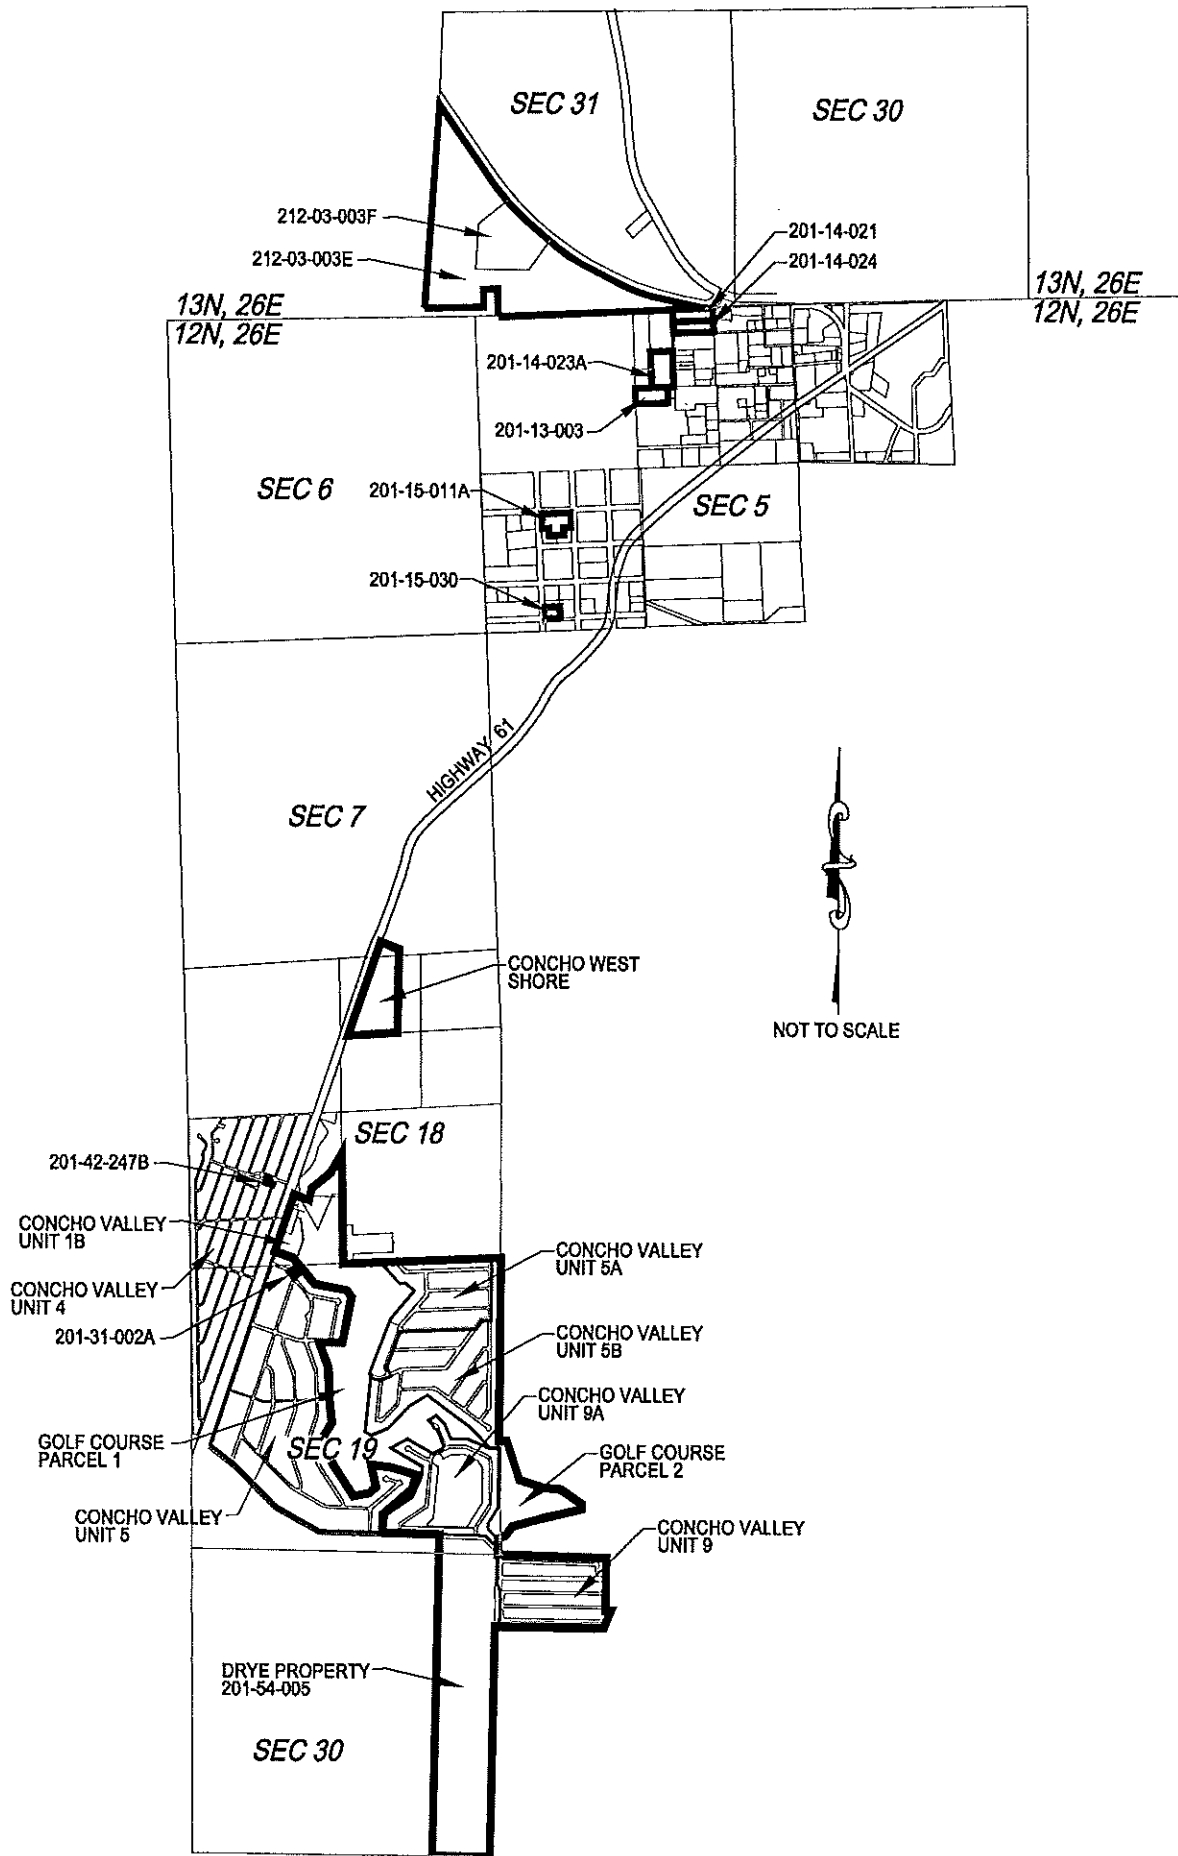 SEC 31
SEC 30
212-03-003F
201-14-021
212-03-003E
201-14-024
13N, 26E
13N, 26E
12N, 26E
12N, 26E
201-14-023A
201-13-003
SEC 6
201-15-011A
SEC 5
201-15-030
HIGHWAY 61
SEC 7
CONCHO WEST
SHORE
NOT TO SCALE
SEC 18
201-42-247B
CONCHO VALLEY
UNIT 1B
CONCHO VALLEY
UNIT 5A
CONCHO VALLEY
UNIT 4
201-31-002A
CONCHO VALLEY
UNIT 5B
CONCHO VALLEY
UNIT 9A
GOLF COURSE
PARCEL 1
SEC 19
GOLF COURSE
PARCEL 2
CONCHO VALLEY
UNIT 5
CONCHO VALLEY
UNIT 9
DRYE PROPERTY
201-54-005
SEC 30